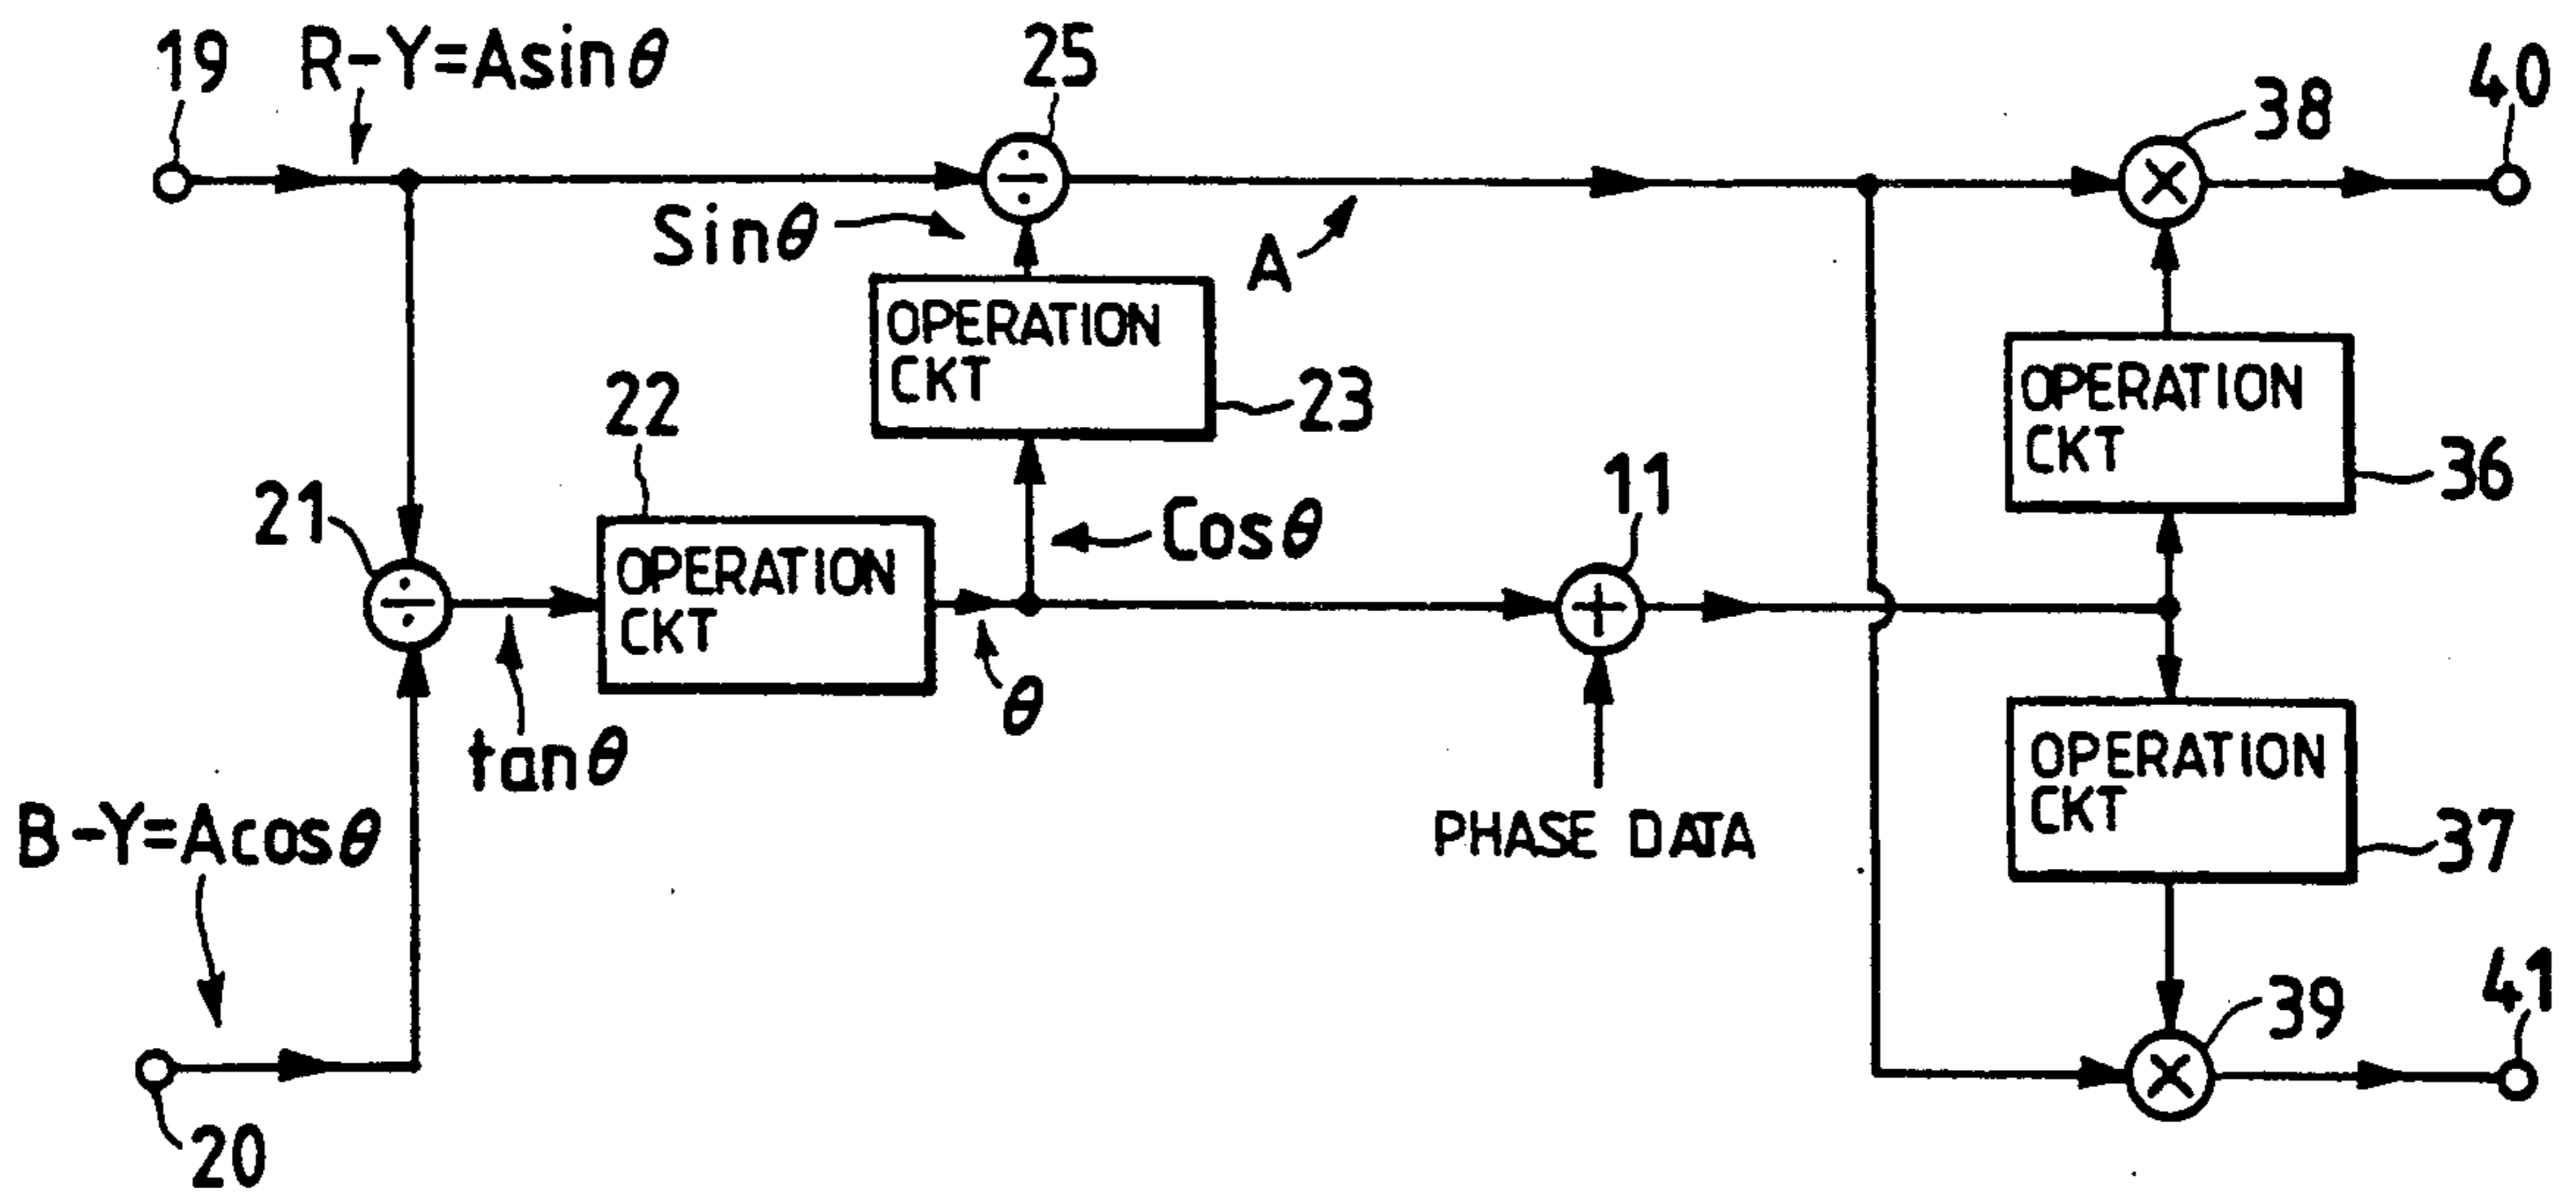 19
R-Y=Asinθ
25
38
40
Sinθ
A
OPERATION
CKT
23
OPERATION
CKT
36
22
21
OPERATION
CKT
Cosθ
11
θ
tanθ
PHASE DATA
OPERATION
CKT
37
B-Y=Acosθ
39
41
20